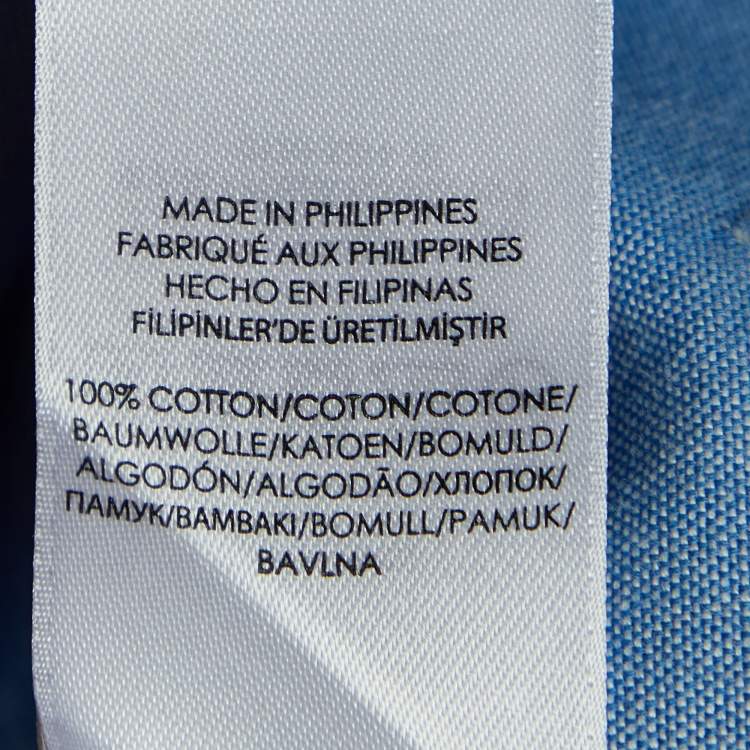 MADE IN PHILIPPINES
FABRIQUÉ AUX PHILIPPINES
HECHO EN FILIPINAS
FİLİPİNLER'DE ÜRETİLMİŞTİR
100% COTTON/COTON/COTONE/
BAUMWOLLE/KATOEN/BOMULD/
ALGODÓN/ALGODÃO/ХЛОПОК/
ПАМУК/BAMBAKI/BOMULL/PAMUK/
BAVLNA